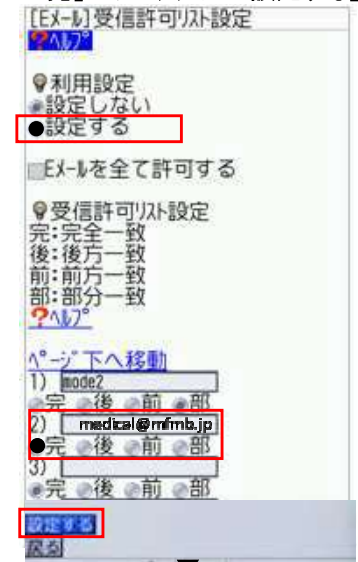 [Eメール]受信許可リスト設定
?ヘルプ
利用設定
設定しない
設定する
Eメールを全て許可する
受信許可リスト設定
完:完全一致
後:後方一致
前:前方一致
部:部分一致
?ヘルプ
ページ下へ移動
1) mode2
完 後 前 部
2) medical@mfmb.jp
完 後 前 部
3)
完 後 前 部
設定する
戻る